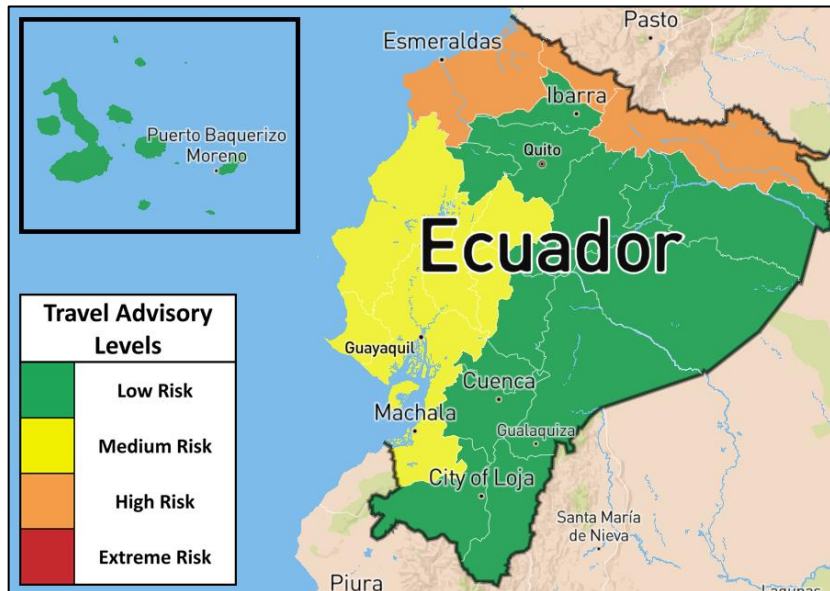 Pasto
Esmeraldas
Ibarra
Puerto Baquerizo
Moreno
Quito
Ecuador
Travel Advisory
Levels
Low Risk
Medium Risk
High Risk
Extreme Risk
Guayaquil
Cuenca
Machala
Gualaquiza
City of Loja
Santa María
de Nieva
Piura
Lagunas